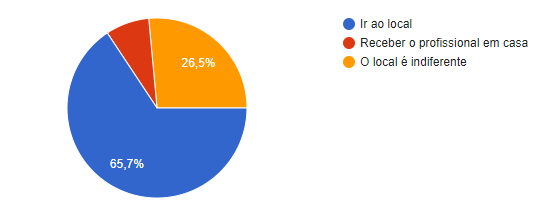 Ir ao local
Receber o profissional em casa
O local é indiferente
26,5%
65,7%